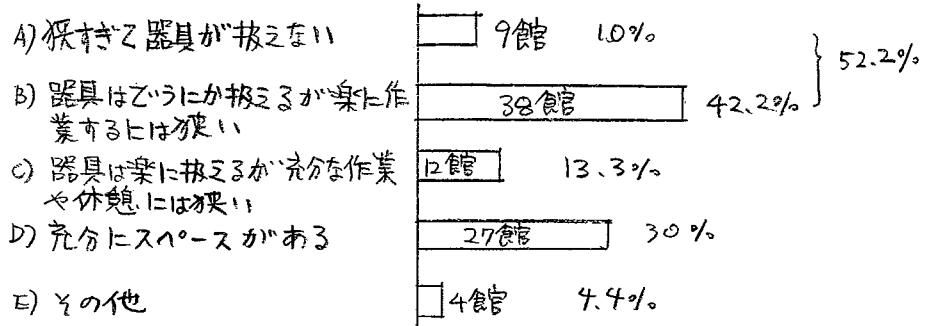 A) 狭すぎて器具が扱えない 9館 10%
52.2%
B) 器具はどうにか扱えるが楽に作
業するには狭い 38館 42.2%
C) 器具は楽に扱えるが充分な作業
や休憩には狭い 12館 13.3%
D) 充分にスペースがある 27館 30%
E) その他 4館 4.4%